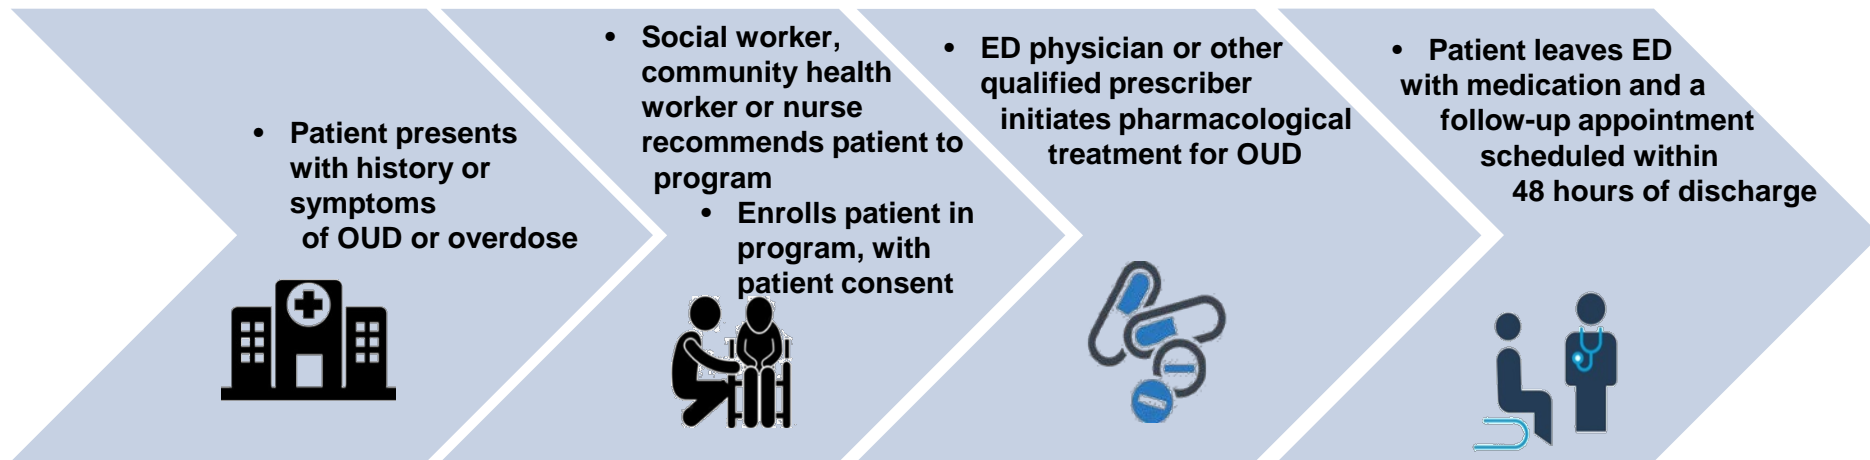 • Patient presents
with history or
symptoms
of OUD or overdose
• Social worker,
community health
worker or nurse
recommends patient to
program
• Enrolls patient in
program, with
patient consent
• ED physician or other
qualified prescriber
initiates pharmacological
treatment for OUD
• Patient leaves ED
with medication and a
follow-up appointment
scheduled within
48 hours of discharge